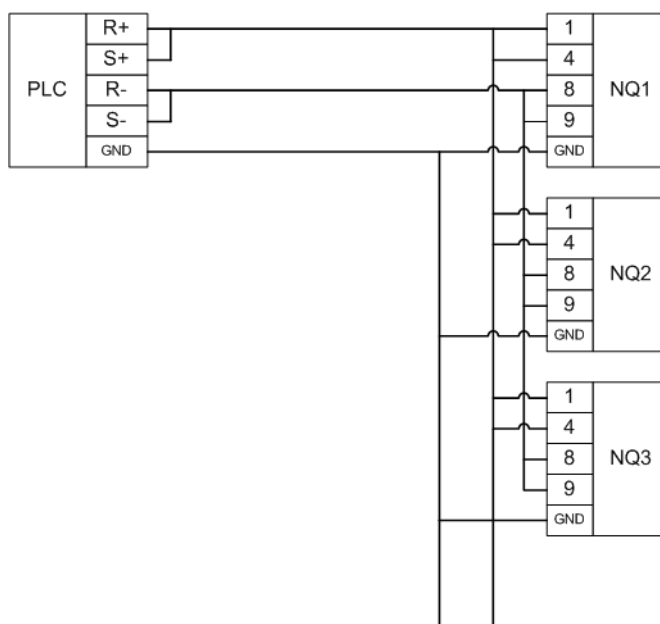 PLC
R+
S+
R-
S-
GND
1
4
8
9
GND
NQ1
1
4
8
9
GND
NQ2
1
4
8
9
GND
NQ3